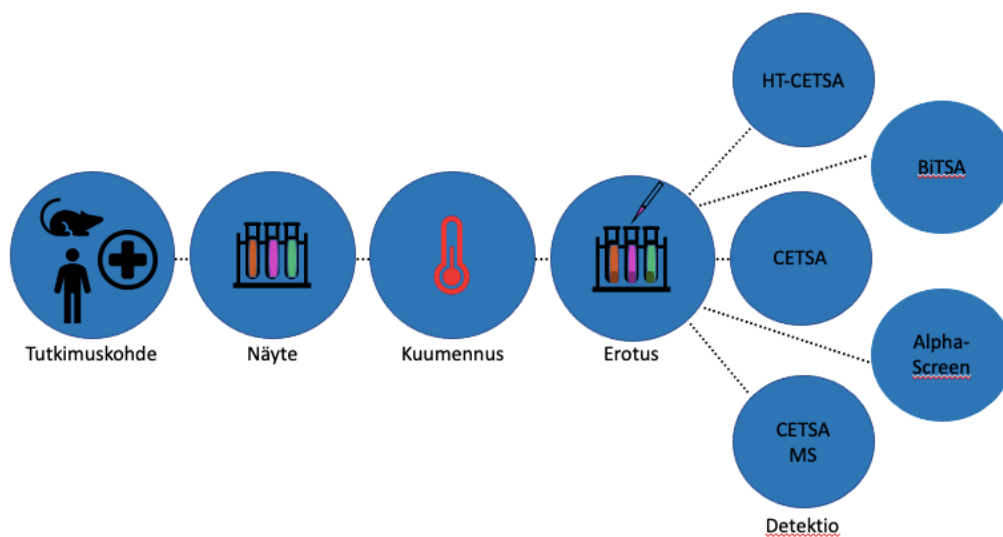 HT-CETSA
BiTSA
CETSA
Alpha-
Screen
CETSA
MS
Tutkimuskohde
Näyte
Kuumennus
Erotus
Detektio